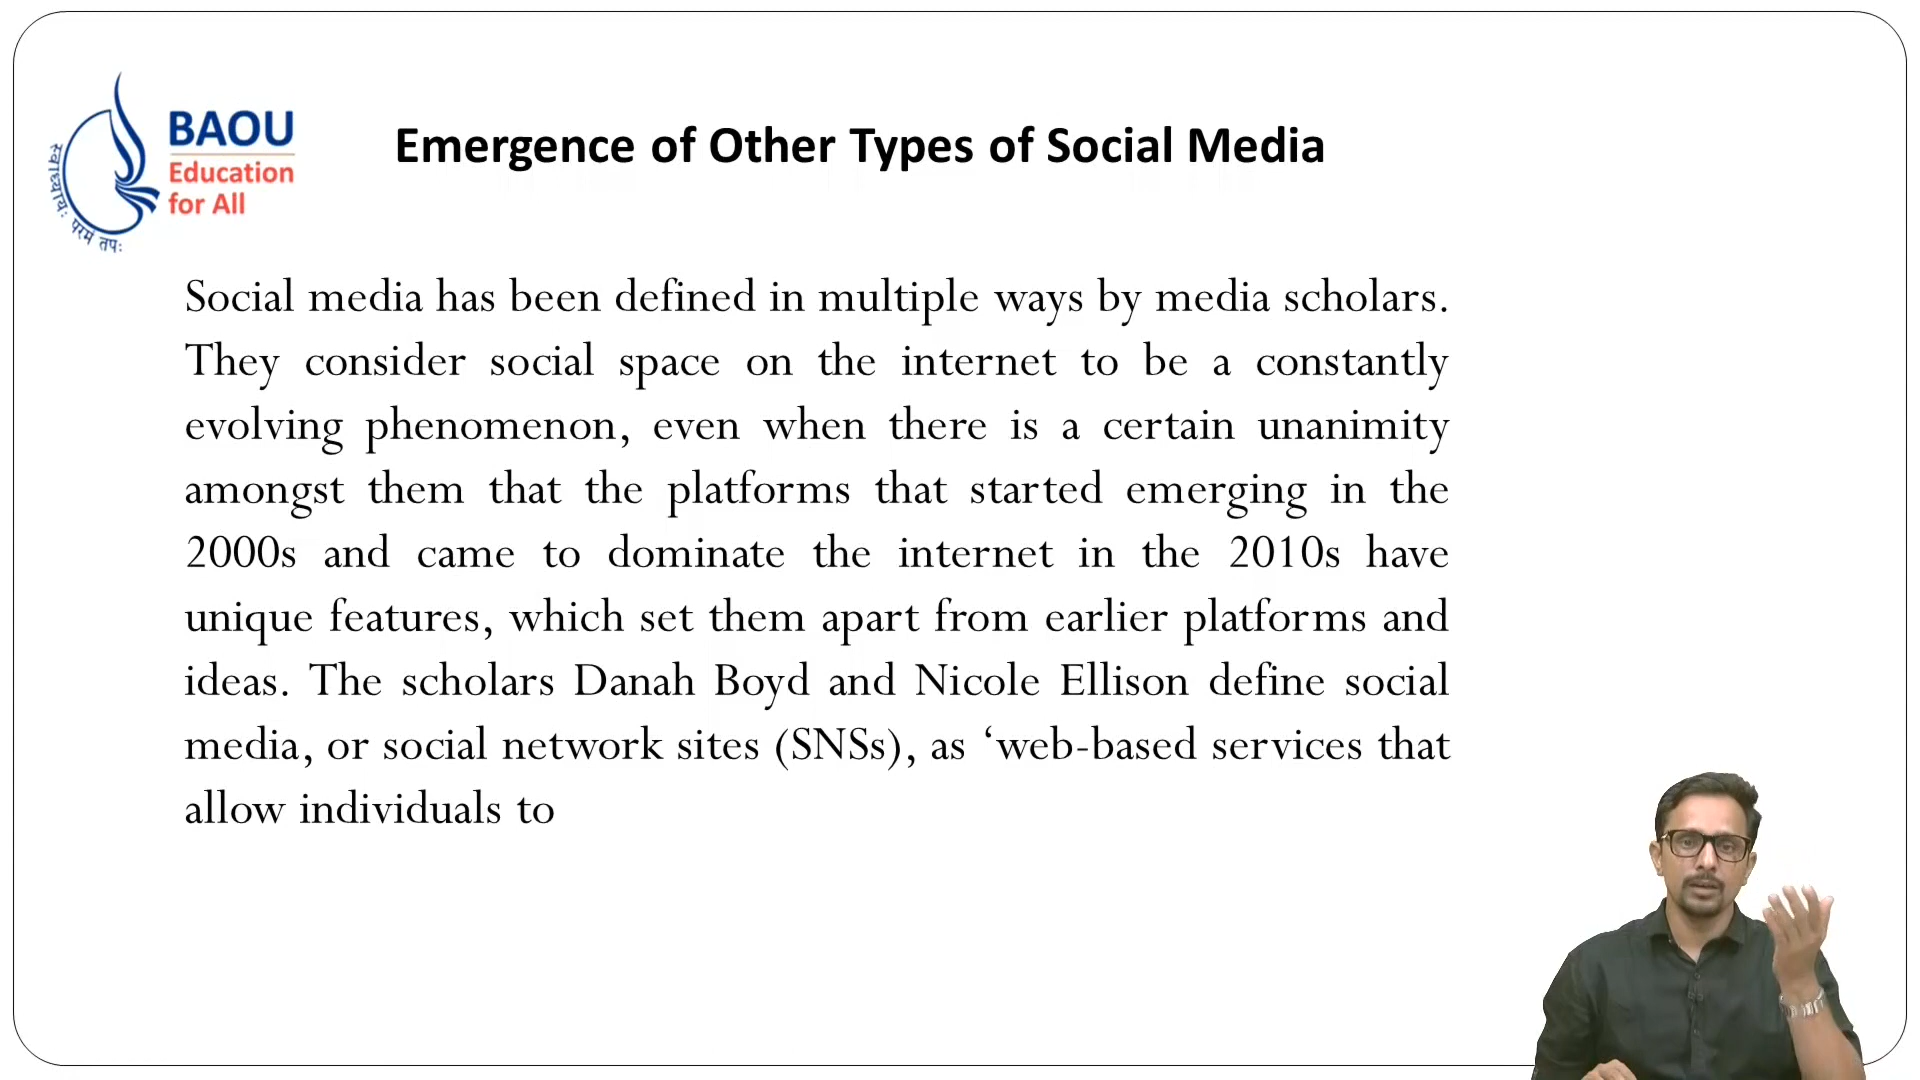 स्वाध्यायः परमं तपः
BAOU
Education
for All
Emergence of Other Types of Social Media
Social media has been defined in multiple ways by media scholars.
They consider social space on the internet to be a constantly
evolving phenomenon, even when there is a certain unanimity
amongst them that the platforms that started emerging in the
2000s and came to dominate the internet in the 2010s have
unique features, which set them apart from earlier platforms and
ideas. The scholars Danah Boyd and Nicole Ellison define social
media, or social network sites (SNSs), as ‘web-based services that
allow individuals to